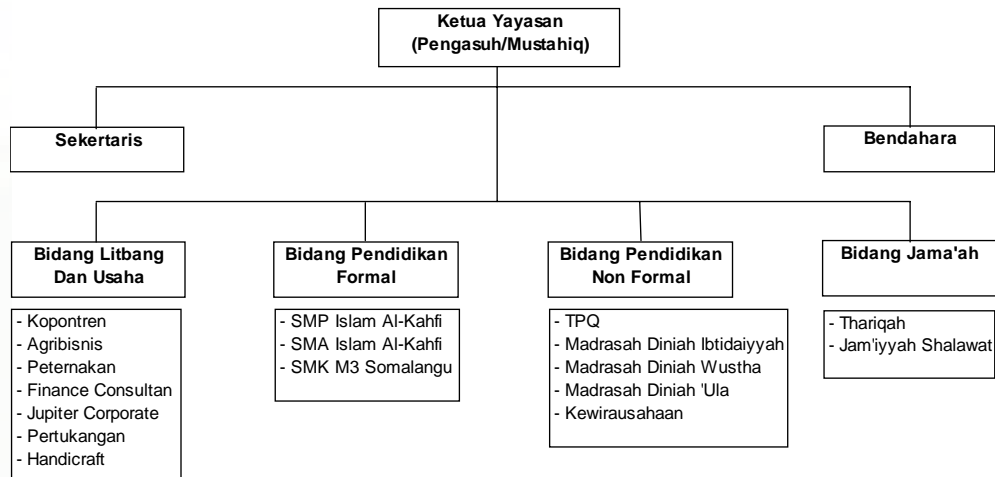 Ketua Yayasan
(Pengasuh/Mustahiq)
Sekertaris
Bendahara
Bidang Litbang
Dan Usaha
- Kopontren
- Agribisnis
- Peternakan
- Finance Consultan
- Jupiter Corporate
- Pertukangan
- Handicraft
Bidang Pendidikan
Formal
- SMP Islam Al-Kahfi
- SMA Islam Al-Kahfi
- SMK M3 Somalangu
Bidang Pendidikan
Non Formal
- TPQ
- Madrasah Diniah Ibtidaiyyah
- Madrasah Diniah Wustha
- Madrasah Diniah 'Ula
- Kewirausahaan
Bidang Jama'ah
- Thariqah
- Jam'iyyah Shalawat